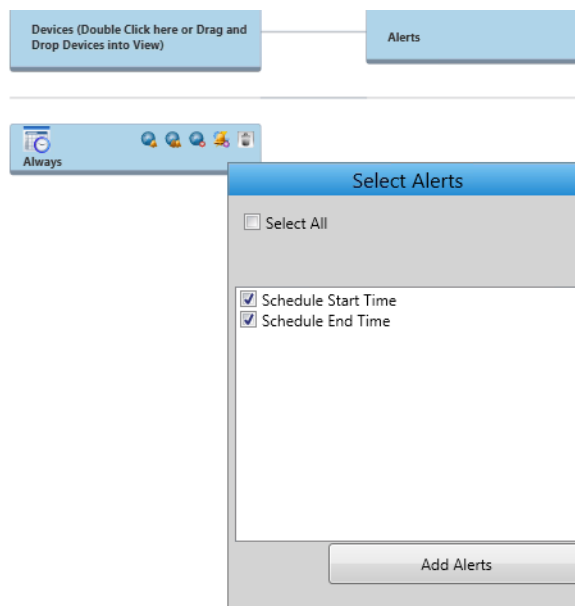 Devices (Double Click here or Drag and
Drop Devices into View)
Alerts
Always
Select Alerts
Select All
Schedule Start Time
Schedule End Time
Add Alerts